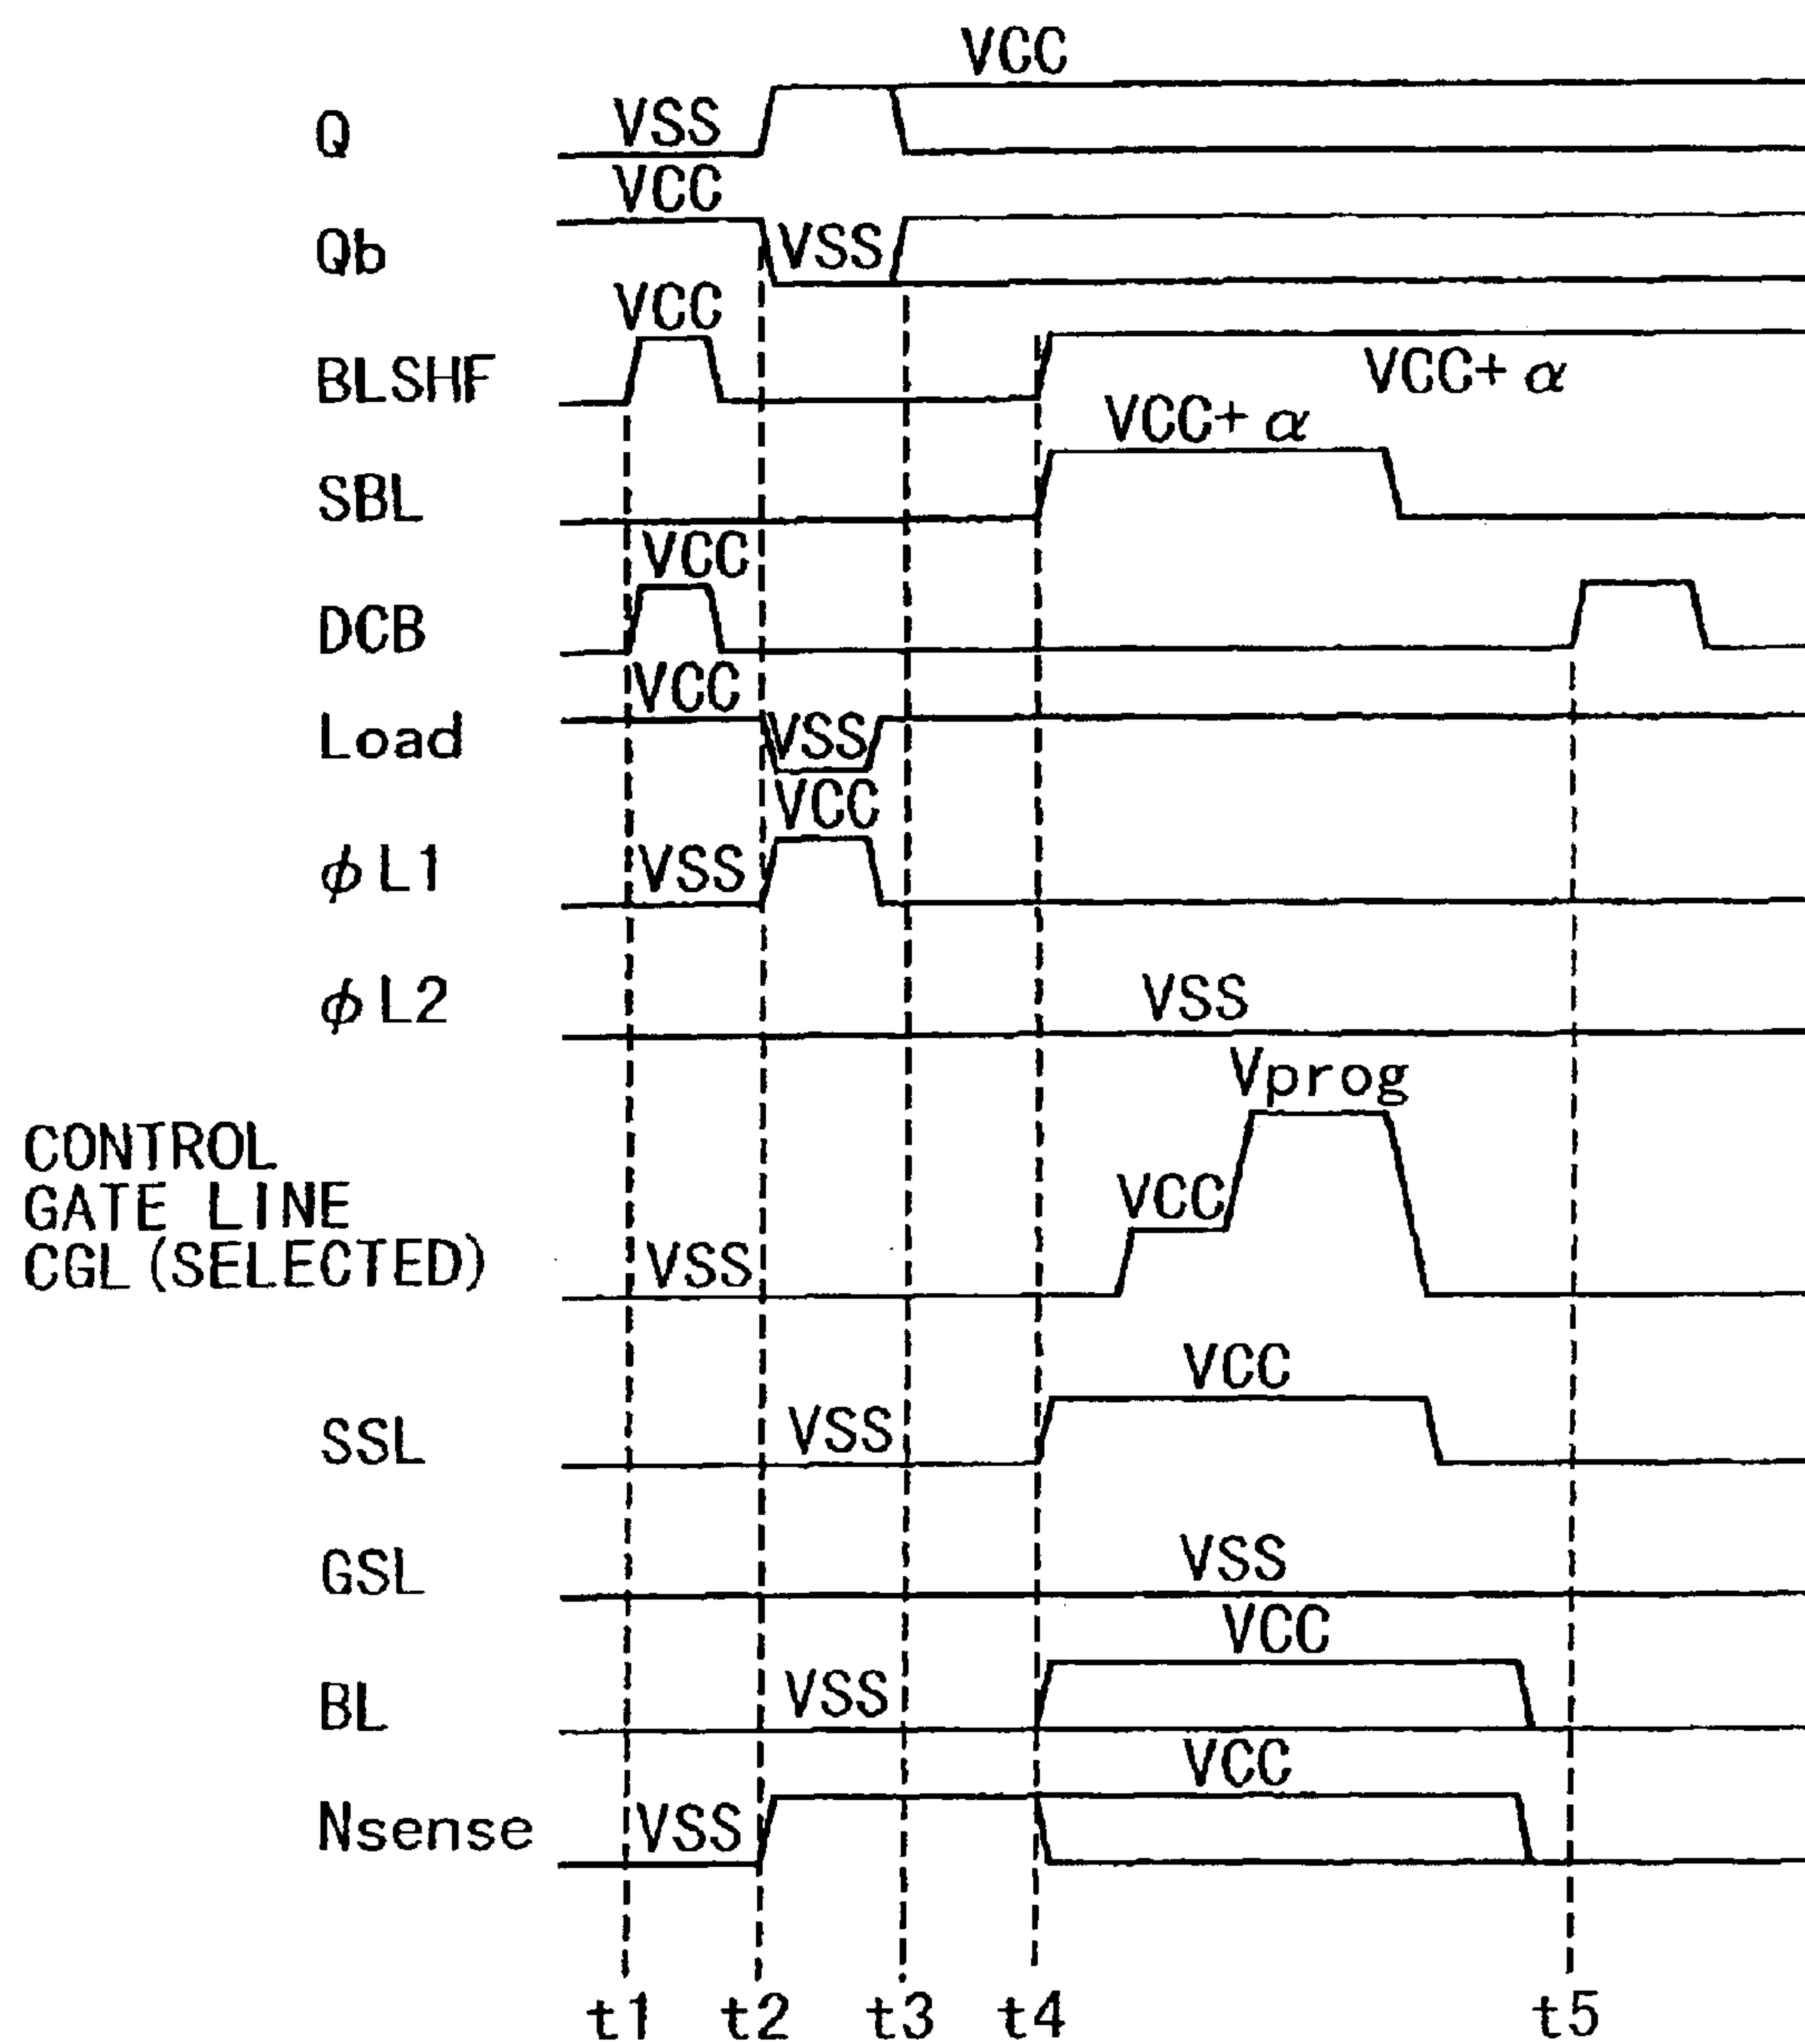 VCC
Q VSS
VCC
Qb VSS
VCC
BLSHF VCC+α
VCC+α
SBL
VCC
DCB
VCC
Load VSS
VCC
φL1 VSS
φL2 VSS
Vprog
CONTROL
GATE LINE VCC
CGL(SELECTED) VSS
VCC
SSL VSS
GSL VSS
VCC
BL VSS
VCC
Nsense VSS
t1 t2 t3 t4 t5